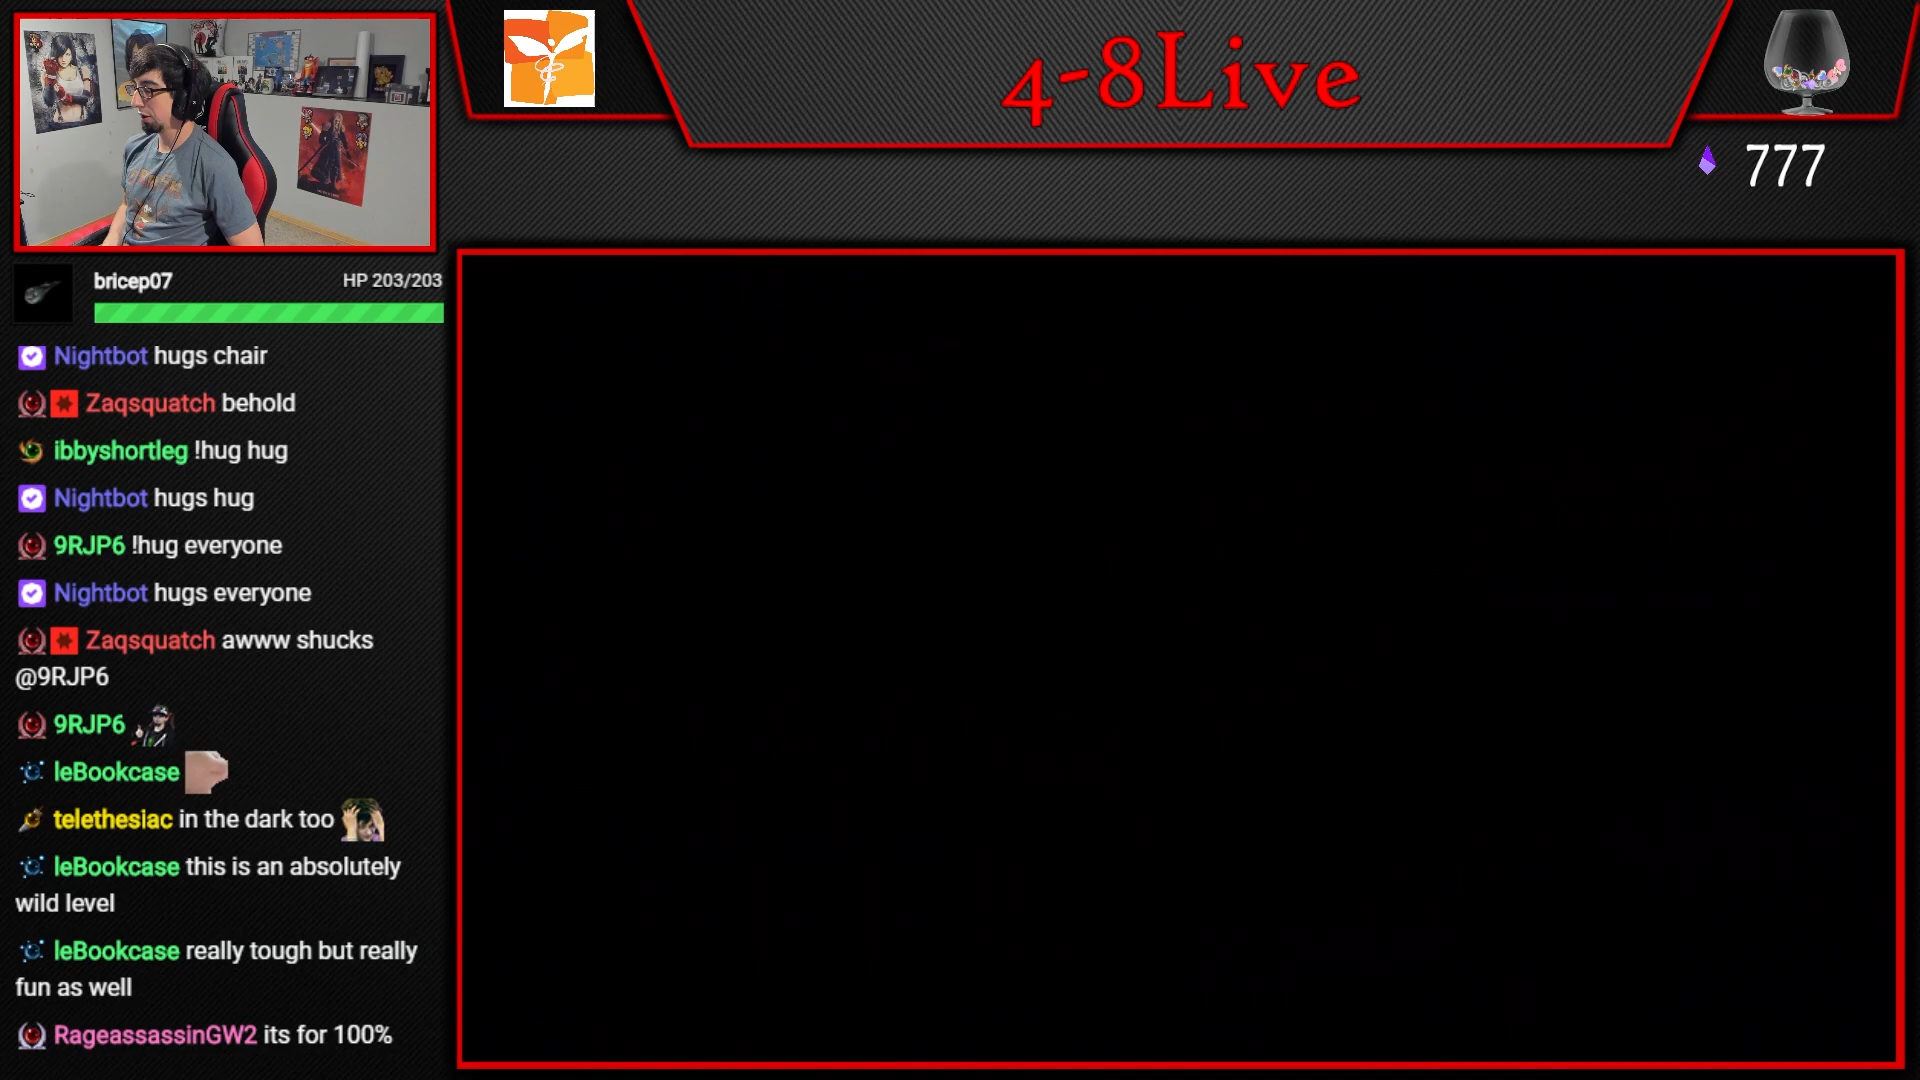 4-8Live
777
bricep07 HP 203/203
Nightbot hugs chair
Zaqsquatch behold
ibbyshortleg !hug hug
Nightbot hugs hug
9RJP6 !hug everyone
Nightbot hugs everyone
Zaqsquatch awww shucks
@9RJP6
9RJP6
leBookcase
telethesiac in the dark too
leBookcase this is an absolutely
wild level
leBookcase really tough but really
fun as well
RageassassinGW2 its for 100%